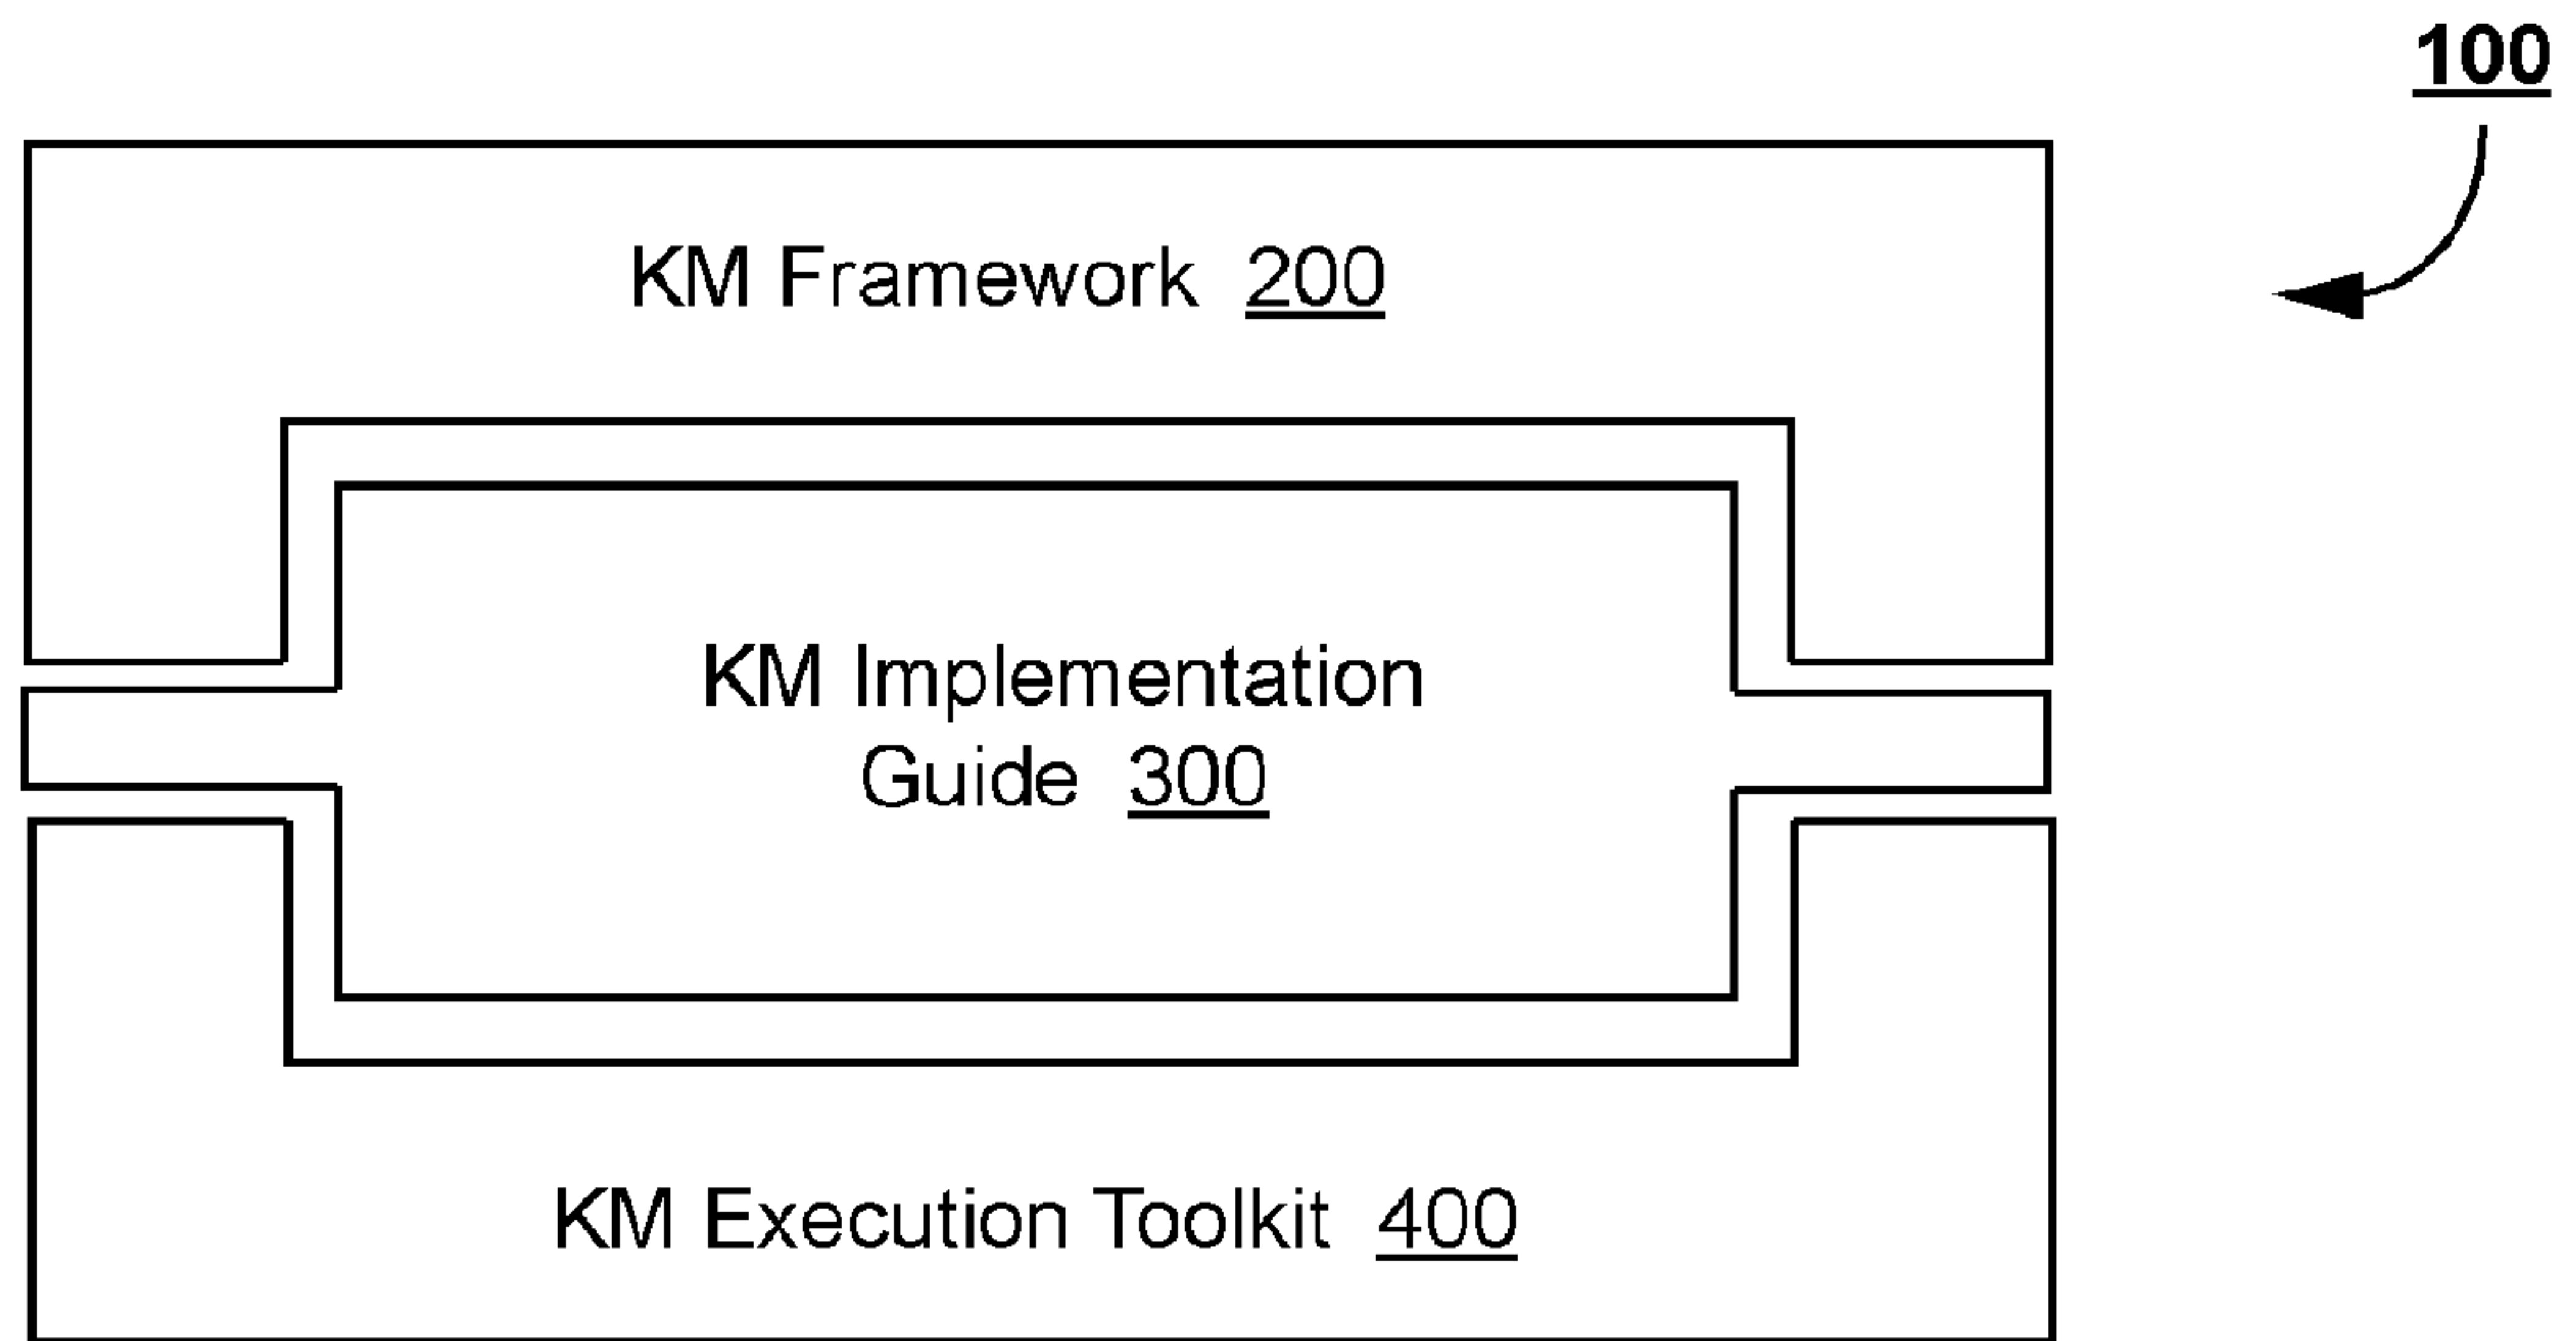 100
KM Framework 200
KM Implementation
Guide 300
KM Execution Toolkit 400